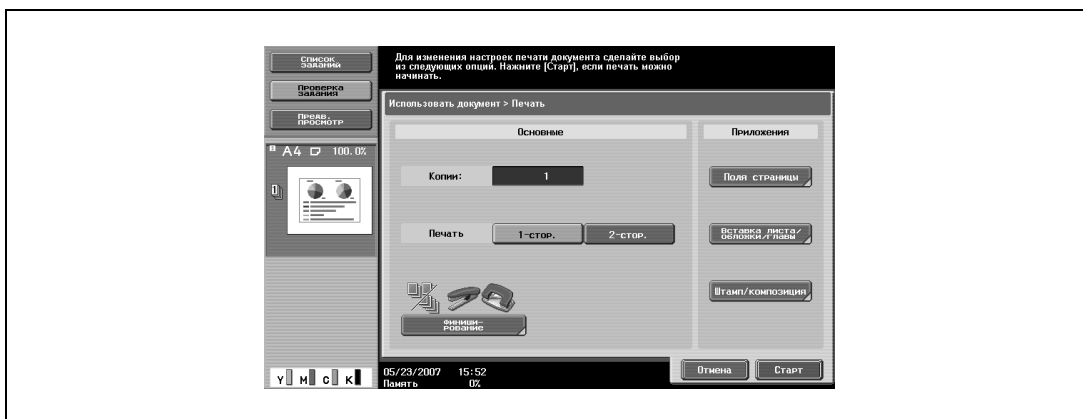 Список
заданий
Проверка
задания
Предв.
просмотр
A4 100.0%
1
Y M C K
Для изменения настроек печати документа сделайте выбор
из следующих опций. Нажмите [Старт], если печать можно
начинать.
Использовать документ > Печать
Основные
Копии: 1
Печать 1-стор. 2-стор.
Финиши-
рование
Приложения
Поля страницы
Вставка листа/
обложки/главы
Штамп/композиция
05/23/2007 15:52
Память 0%
Отмена Старт